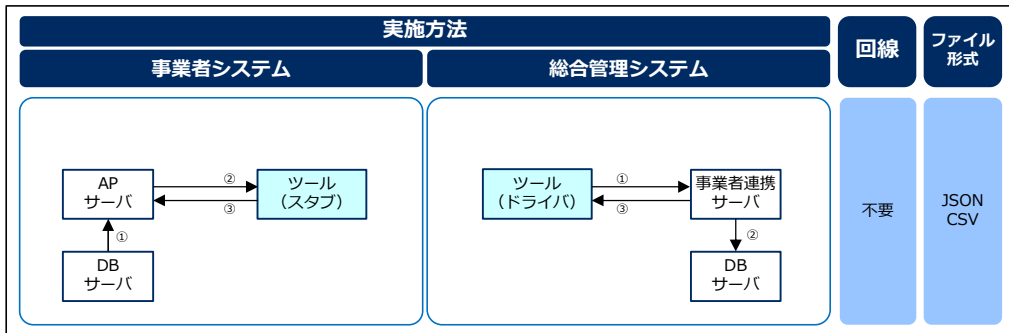 実施方法
回線
ファイル
形式
事業者システム
総合管理システム
AP
サーバ
②
③
ツール
（スタブ）
①
DB
サーバ
ツール
（ドライバ）
①
③
事業者連携
サーバ
②
DB
サーバ
不要
JSON
CSV